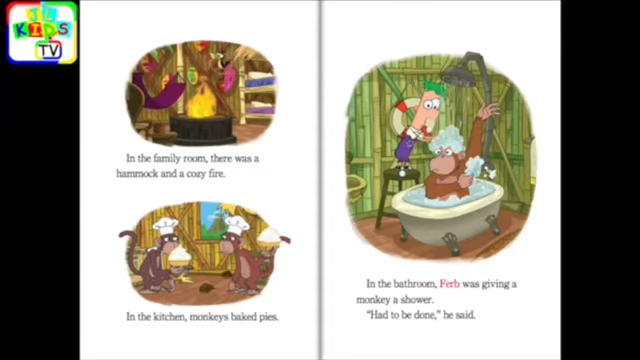 JL
KIDS
TV
In the family room, there was a
hammock and a cozy fire.
In the kitchen, monkeys baked pies.
In the bathroom, Ferb was giving a
monkey a shower.
“Had to be done,” he said.